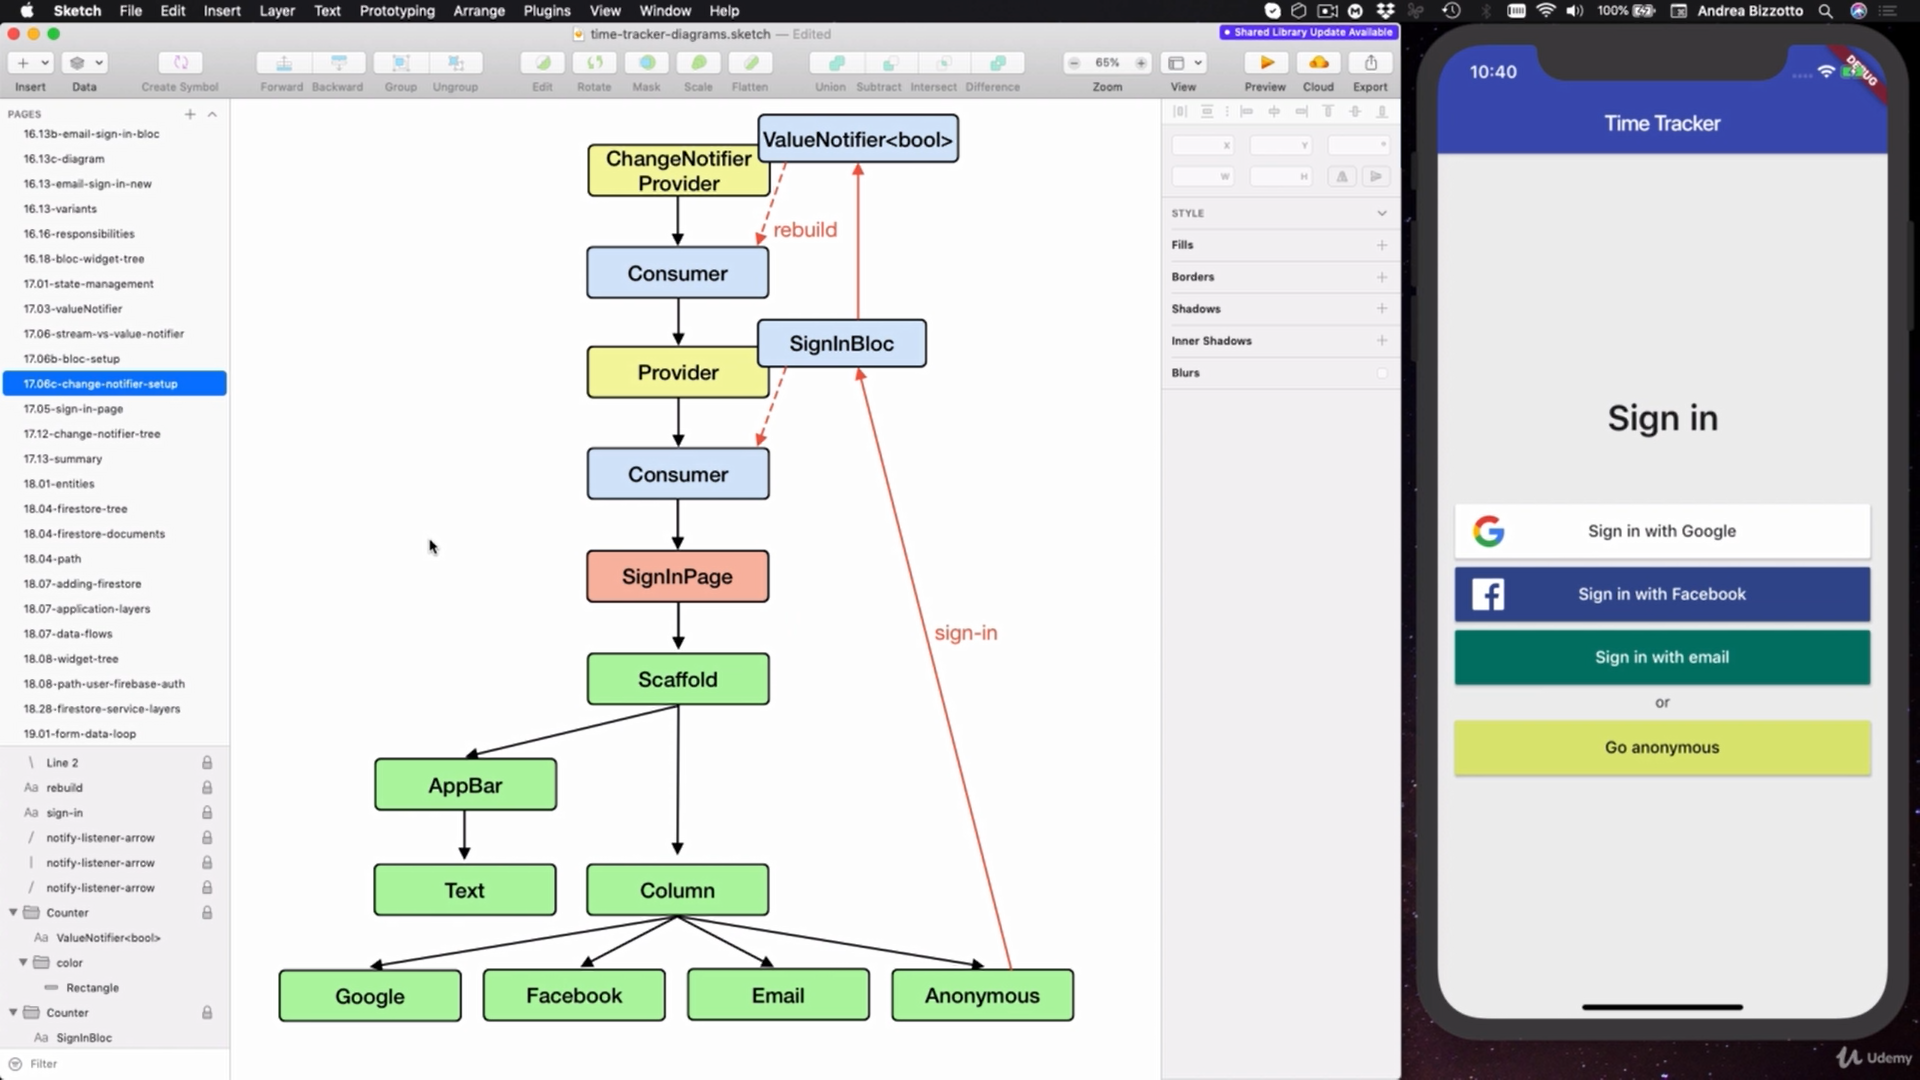 Sketch File Edit Insert Layer Text Prototyping Arrange Plugins View Window Help
100% Andrea Bizzotto
time-tracker-diagrams.sketch — Edited
Shared Library Update Available
65%
Insert Data Create Symbol Forward Backward Group Ungroup Edit Rotate Mask Scale Flatten Union Subtract Intersect Difference Zoom View Preview Cloud Export
PAGES
16.13b-email-sign-in-bloc
16.13c-diagram
16.13-email-sign-in-new
16.13-variants
16.16-responsibilities
16.18-bloc-widget-tree
17.01-state-management
17.03-valueNotifier
17.06-stream-vs-value-notifier
17.06b-bloc-setup
17.06c-change-notifier-setup
17.05-sign-in-page
17.12-change-notifier-tree
17.13-summary
18.01-entities
18.04-firestore-tree
18.04-firestore-documents
18.04-path
18.07-adding-firestore
18.07-application-layers
18.07-data-flows
18.08-widget-tree
18.08-path-user-firebase-auth
18.28-firestore-service-layers
19.01-form-data-loop
Line 2
Aa rebuild
Aa sign-in
notify-listener-arrow
notify-listener-arrow
notify-listener-arrow
Counter
Aa ValueNotifier<bool>
color
Rectangle
Counter
Aa SignInBloc
Filter
ValueNotifier<bool>
ChangeNotifier
Provider
rebuild
Consumer
SignInBloc
Provider
Consumer
SignInPage
sign-in
Scaffold
AppBar
Text
Column
Google
Facebook
Email
Anonymous
X Y °
W H
STYLE
Fills
Borders
Shadows
Inner Shadows
Blurs
10:40
DEBUG
Time Tracker
Sign in
Sign in with Google
Sign in with Facebook
Sign in with email
or
Go anonymous
Udemy